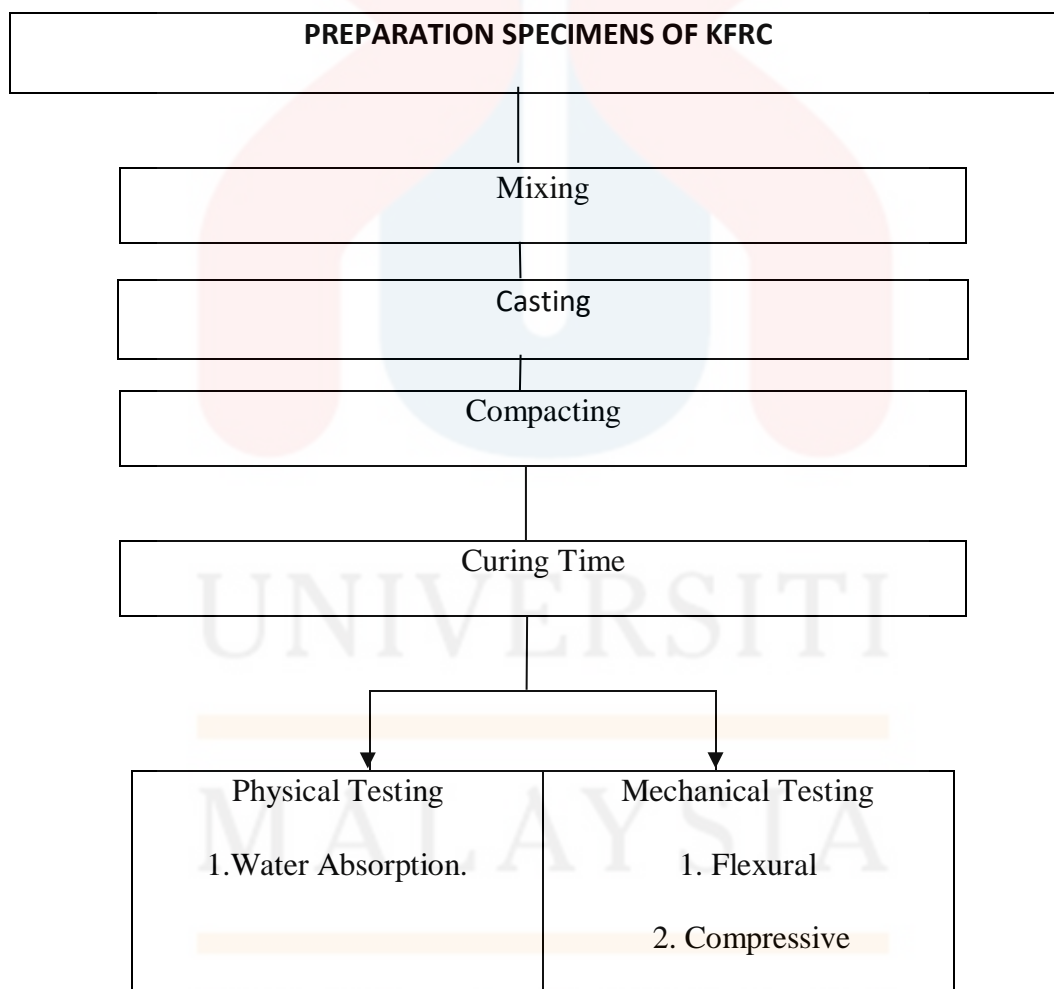 PREPARATION SPECIMENS OF KFRC
Mixing
Casting
Compacting
Curing Time
UNIVERSITI
Physical Testing
1.Water Absorption.
Mechanical Testing
1. Flexural
2. Compressive
MALAYSIA